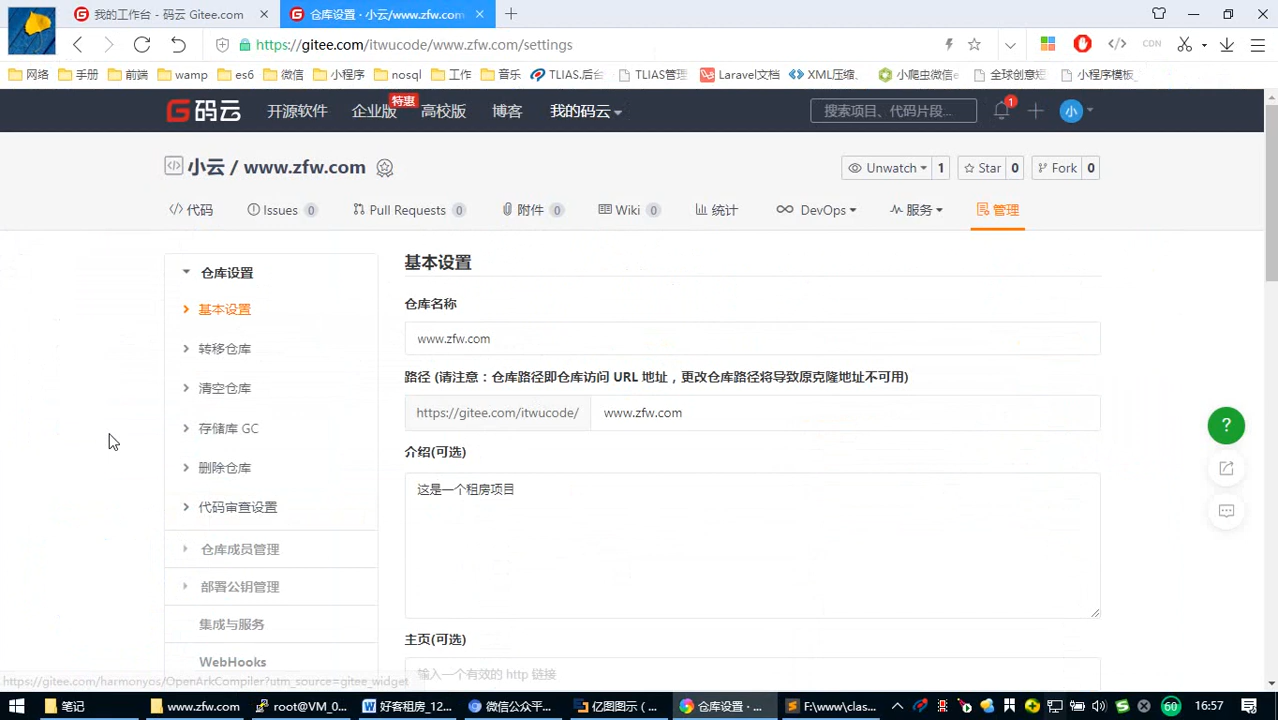 我的工作台 - 码云 Gitee.com
仓库设置 · 小云/www.zfw.com
https://gitee.com/itwucode/www.zfw.com/settings
CDN
网络 手册 前端 wamp es6 微信 小程序 nosql 工作 音乐 TLIAS.后台 TLIAS管理 Laravel文档 XML压缩、 小爬虫微信 全球创意短 小程序模板_
G 码云 开源软件 企业版 特惠 高校版 博客 我的码云 搜索项目、代码片段... 1 小
小云 / www.zfw.com Unwatch 1 Star 0 Fork 0
代码 Issues 0 Pull Requests 0 附件 0 Wiki 0 统计 DevOps 服务 管理
仓库设置
基本设置
转移仓库
清空仓库
存储库 GC
删除仓库
代码审查设置
仓库成员管理
部署公钥管理
集成与服务
WebHooks
基本设置
仓库名称
www.zfw.com
路径 (请注意：仓库路径即仓库访问 URL 地址，更改仓库路径将导致原克隆地址不可用)
https://gitee.com/itwucode/ www.zfw.com
介绍(可选)
这是一个租房项目
主页(可选)
输入一个有效的 http 链接
?
https://gitee.com/harmonyos/OpenArkCompiler?utm_source=gitee_widget
笔记 www.zfw.com root@VM_0... 好客租房_12... 微信公众平... 亿图图示 (... 仓库设置 · ... F:\www\clas... 60 16:57